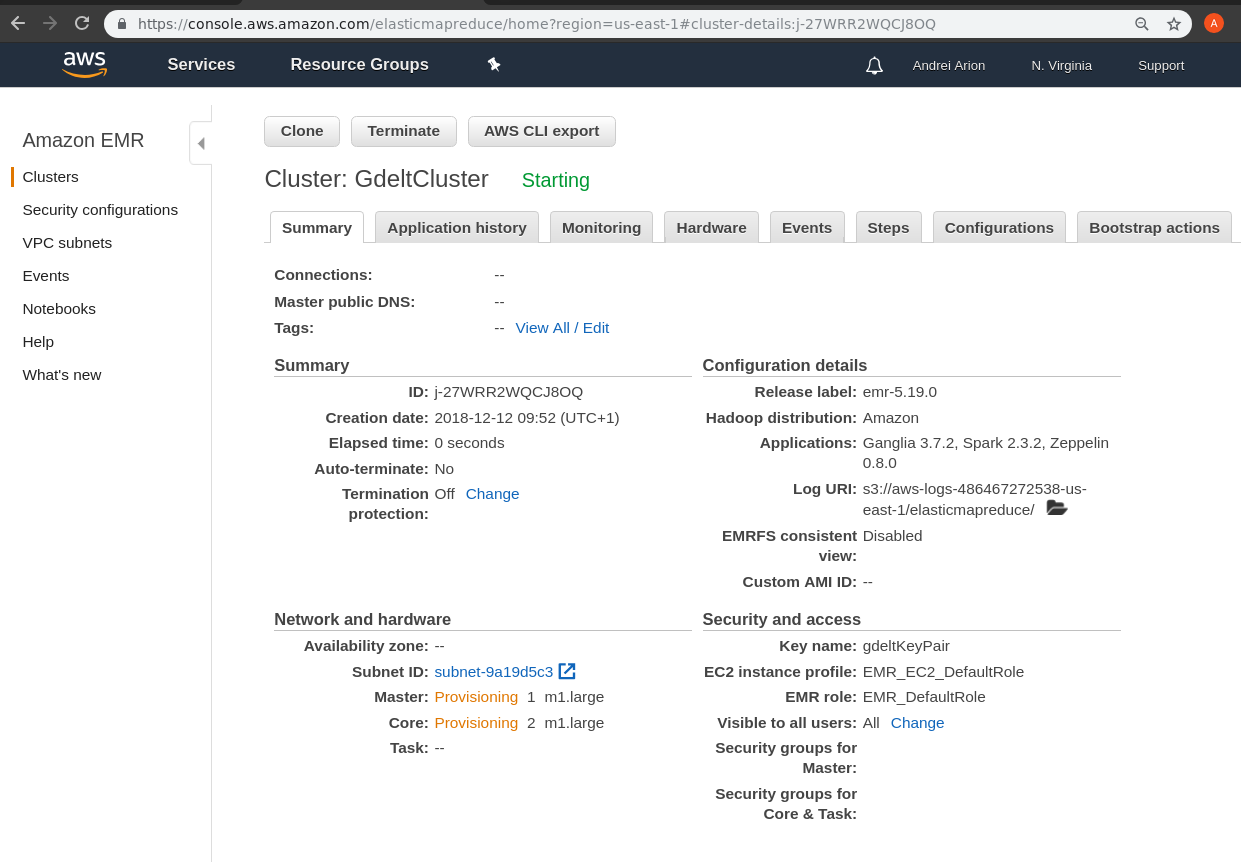 https://console.aws.amazon.com/elasticmapreduce/home?region=us-east-1#cluster-details:j-27WRR2WQCJ8OQ
A
aws Services Resource Groups Andrei Arion N. Virginia Support
Amazon EMR
Clusters
Security configurations
VPC subnets
Events
Notebooks
Help
What's new
Clone Terminate AWS CLI export
Cluster: GdeltCluster Starting
Summary Application history Monitoring Hardware Events Steps Configurations Bootstrap actions
Connections: --
Master public DNS: --
Tags: -- View All / Edit
Summary
ID: j-27WRR2WQCJ8OQ
Creation date: 2018-12-12 09:52 (UTC+1)
Elapsed time: 0 seconds
Auto-terminate: No
Termination Off Change
protection:
Configuration details
Release label: emr-5.19.0
Hadoop distribution: Amazon
Applications: Ganglia 3.7.2, Spark 2.3.2, Zeppelin
0.8.0
Log URI: s3://aws-logs-486467272538-us-
east-1/elasticmapreduce/
EMRFS consistent Disabled
view:
Custom AMI ID: --
Network and hardware
Availability zone: --
Subnet ID: subnet-9a19d5c3
Master: Provisioning 1 m1.large
Core: Provisioning 2 m1.large
Task: --
Security and access
Key name: gdeltKeyPair
EC2 instance profile: EMR_EC2_DefaultRole
EMR role: EMR_DefaultRole
Visible to all users: All Change
Security groups for
Master:
Security groups for
Core & Task: